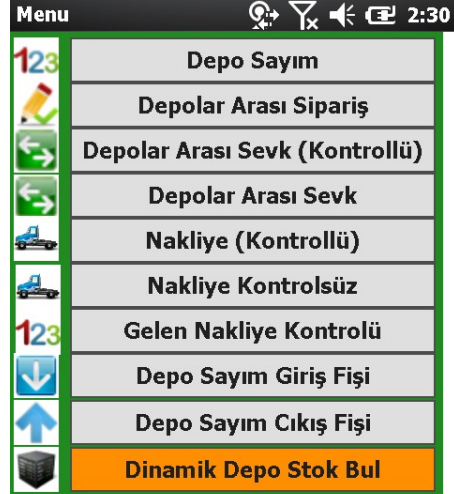 Menu 2:30
123 Depo Sayım
Depolar Arası Sipariş
Depolar Arası Sevk (Kontrollü)
Depolar Arası Sevk
Nakliye (Kontrollü)
Nakliye Kontrolsüz
123 Gelen Nakliye Kontrolü
Depo Sayım Giriş Fişi
Depo Sayım Cıkış Fişi
Dinamik Depo Stok Bul